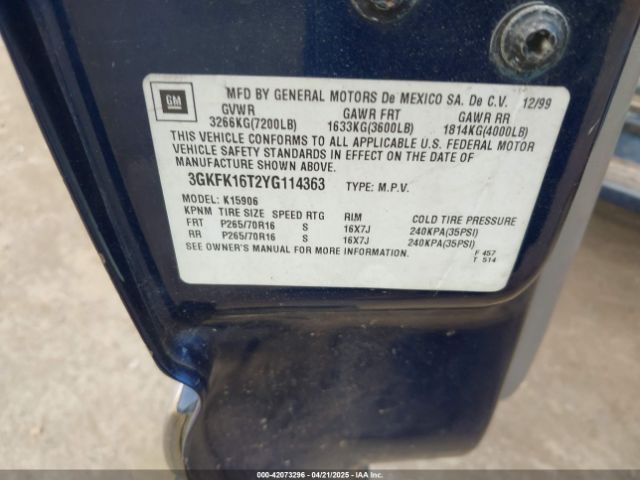 GM
MFD BY GENERAL MOTORS De MEXICO SA. De C.V. 12/99
GVWR GAWR FRT GAWR RR
3266KG(7200LB) 1633KG(3600LB) 1814KG(4000LB)
THIS VEHICLE CONFORMS TO ALL APPLICABLE U.S. FEDERAL MOTOR
VEHICLE SAFETY STANDARDS IN EFFECT ON THE DATE OF
MANUFACTURE SHOWN ABOVE.
3GKFK16T2YG114363 TYPE: M.P.V.
MODEL: K15906
KPNM TIRE SIZE SPEED RTG RIM COLD TIRE PRESSURE
FRT P265/70R16 S 16X7J 240KPA(35PSI)
RR P265/70R16 S 16X7J 240KPA(35PSI)
SEE OWNER'S MANUAL FOR MORE INFORMATION.
F 457
T 514
000-42073296 - 04/21/2025 - IAA Inc.